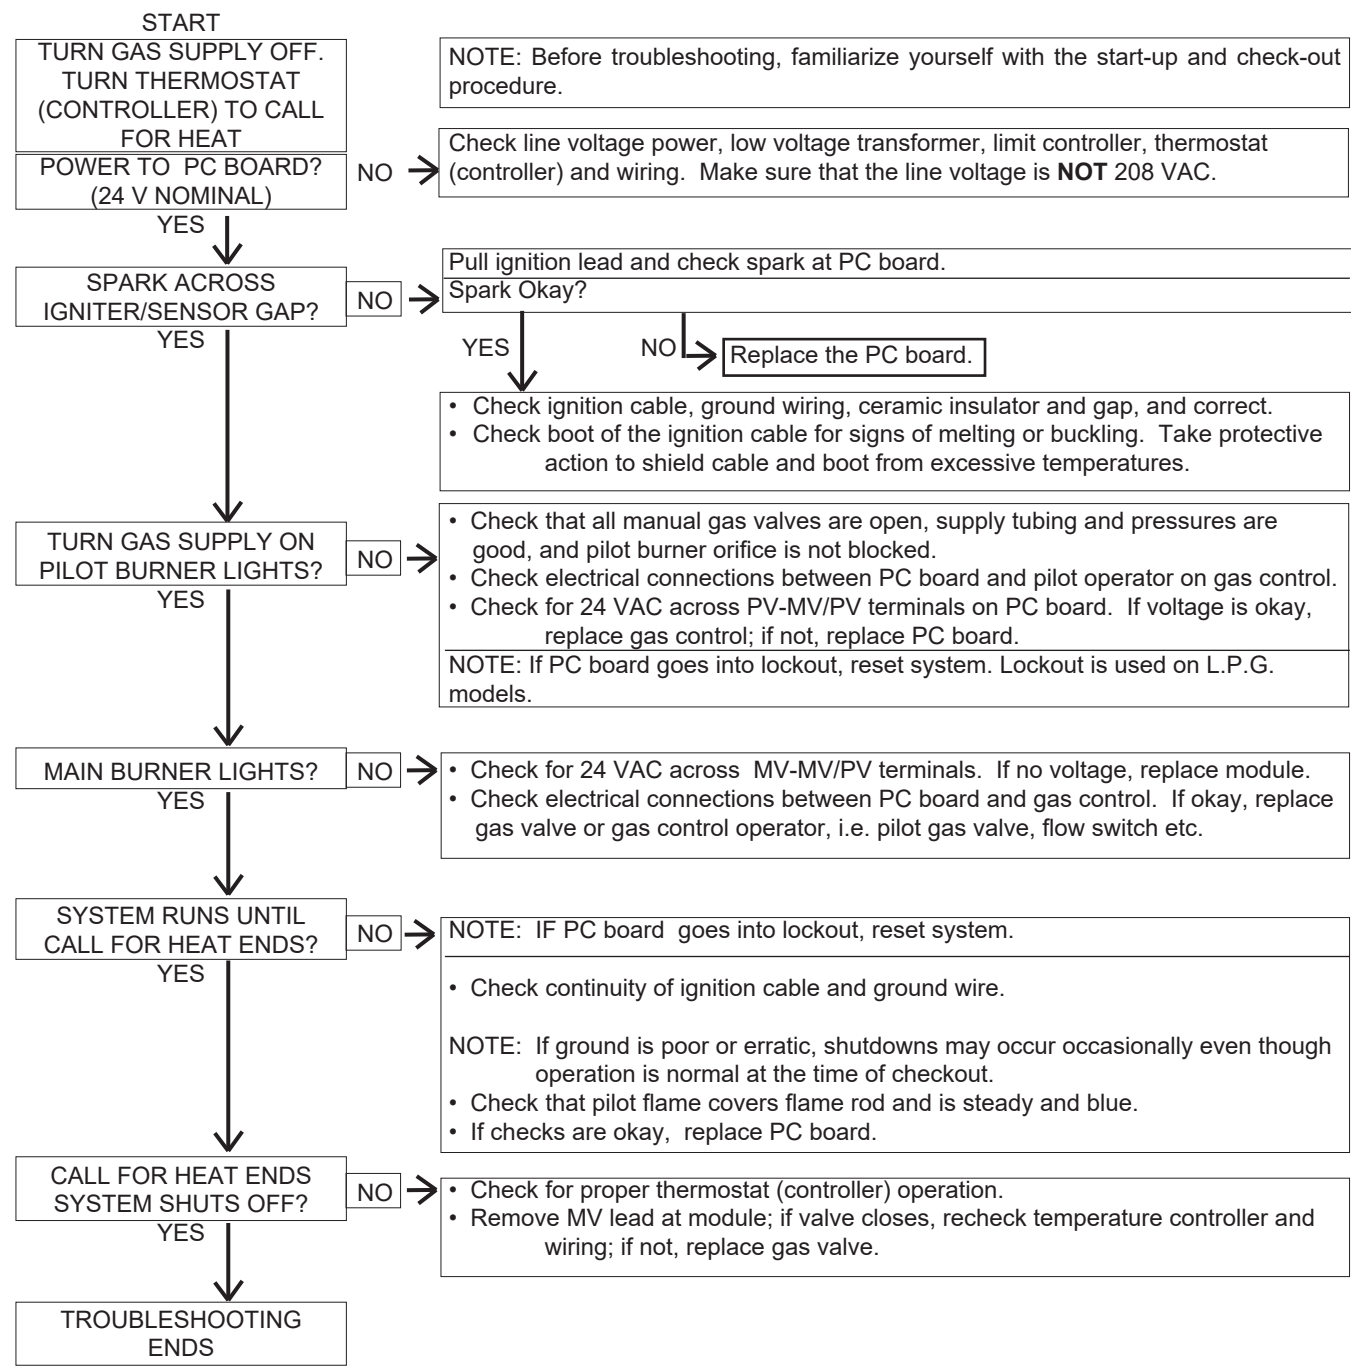 START
TURN GAS SUPPLY OFF.
TURN THERMOSTAT
(CONTROLLER) TO CALL
FOR HEAT
NOTE: Before troubleshooting, familiarize yourself with the start-up and check-out
procedure.
POWER TO PC BOARD?
(24 V NOMINAL)
NO
Check line voltage power, low voltage transformer, limit controller, thermostat
(controller) and wiring. Make sure that the line voltage is NOT 208 VAC.
YES
SPARK ACROSS
IGNITER/SENSOR GAP?
NO
Pull ignition lead and check spark at PC board.
Spark Okay?
YES
YES
NO
Replace the PC board.
• Check ignition cable, ground wiring, ceramic insulator and gap, and correct.
• Check boot of the ignition cable for signs of melting or buckling. Take protective
action to shield cable and boot from excessive temperatures.
TURN GAS SUPPLY ON
PILOT BURNER LIGHTS?
NO
• Check that all manual gas valves are open, supply tubing and pressures are
good, and pilot burner orifice is not blocked.
• Check electrical connections between PC board and pilot operator on gas control.
• Check for 24 VAC across PV-MV/PV terminals on PC board. If voltage is okay,
replace gas control; if not, replace PC board.
NOTE: If PC board goes into lockout, reset system. Lockout is used on L.P.G.
models.
YES
MAIN BURNER LIGHTS?
NO
• Check for 24 VAC across MV-MV/PV terminals. If no voltage, replace module.
• Check electrical connections between PC board and gas control. If okay, replace
gas valve or gas control operator, i.e. pilot gas valve, flow switch etc.
YES
SYSTEM RUNS UNTIL
CALL FOR HEAT ENDS?
NO
NOTE: IF PC board goes into lockout, reset system.
• Check continuity of ignition cable and ground wire.
NOTE: If ground is poor or erratic, shutdowns may occur occasionally even though
operation is normal at the time of checkout.
• Check that pilot flame covers flame rod and is steady and blue.
• If checks are okay, replace PC board.
YES
CALL FOR HEAT ENDS
SYSTEM SHUTS OFF?
NO
• Check for proper thermostat (controller) operation.
• Remove MV lead at module; if valve closes, recheck temperature controller and
wiring; if not, replace gas valve.
YES
TROUBLESHOOTING
ENDS